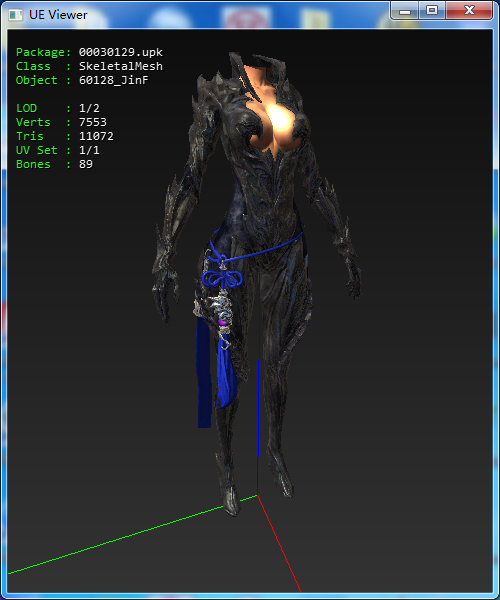 UE Viewer
Package: 00030129.upk
Class : SkeletalMesh
Object : 60128_JinF
LOD : 1/2
Verts : 7553
Tris : 11072
UV Set : 1/1
Bones : 89